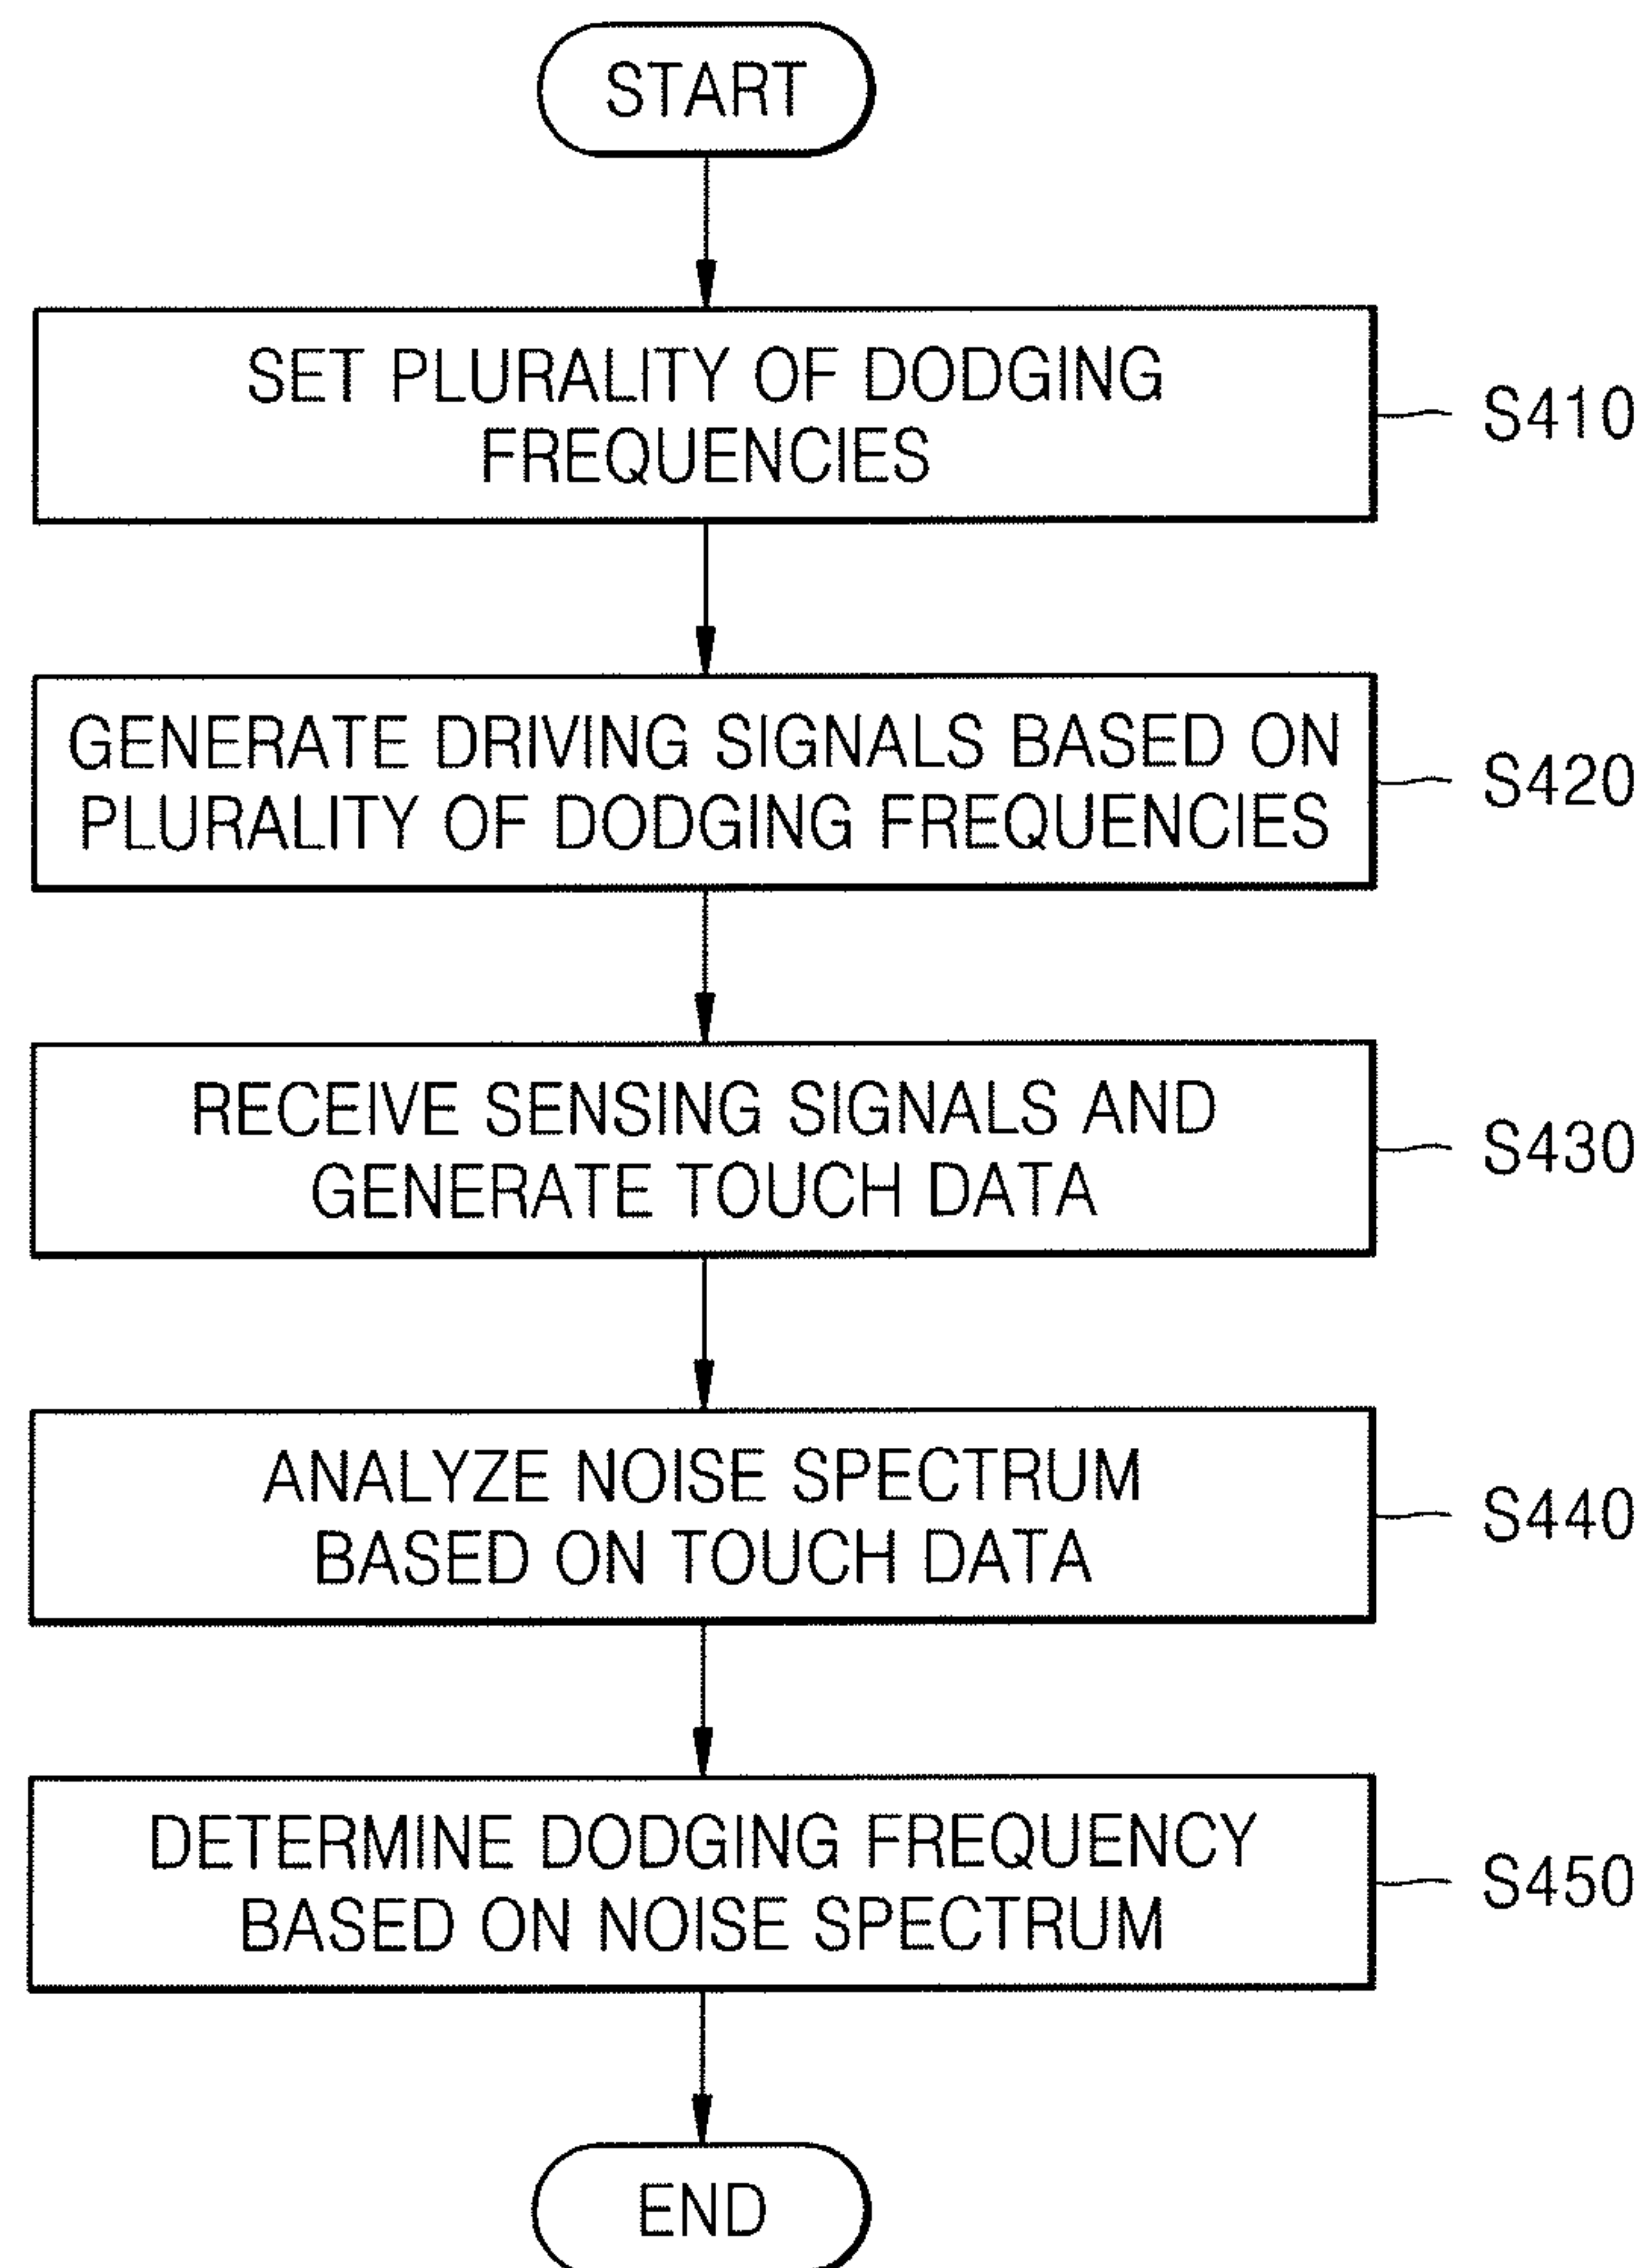 START
SET PLURALITY OF DODGING
FREQUENCIES
S410
GENERATE DRIVING SIGNALS BASED ON
PLURALITY OF DODGING FREQUENCIES
S420
RECEIVE SENSING SIGNALS AND
GENERATE TOUCH DATA
S430
ANALYZE NOISE SPECTRUM
BASED ON TOUCH DATA
S440
DETERMINE DODGING FREQUENCY
BASED ON NOISE SPECTRUM
S450
END